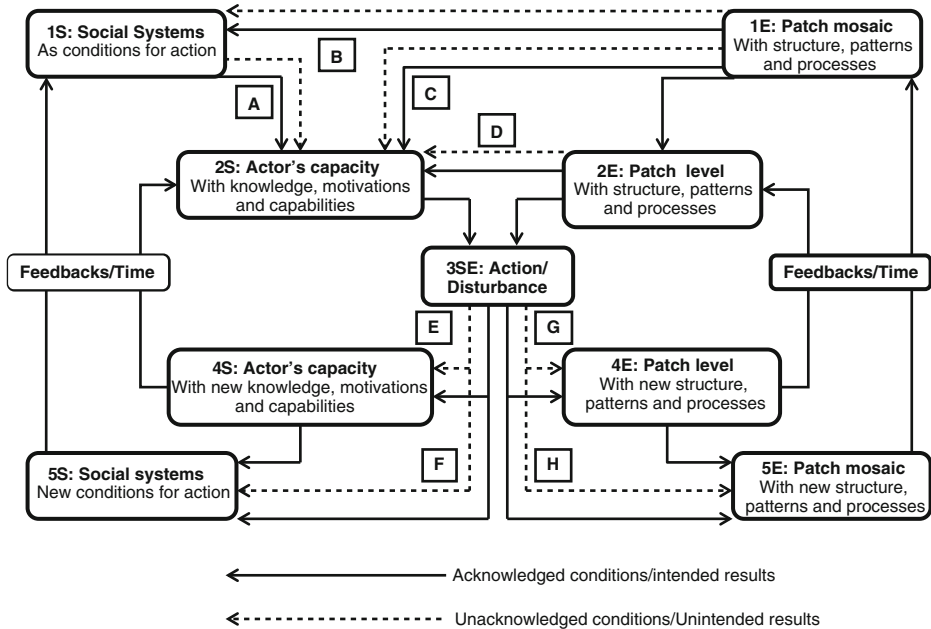 1S: Social Systems
As conditions for action
1E: Patch mosaic
With structure, patterns
and processes
B
A
C
D
2S: Actor's capacity
With knowledge, motivations
and capabilities
2E: Patch level
With structure, patterns
and processes
Feedbacks/Time
3SE: Action/
Disturbance
Feedbacks/Time
E
G
4S: Actor's capacity
With new knowledge, motivations
and capabilities
4E: Patch level
With new structure,
patterns and processes
F
H
5S: Social systems
New conditions for action
5E: Patch mosaic
With new structure,
patterns and processes
Acknowledged conditions/intended results
Unacknowledged conditions/Unintended results